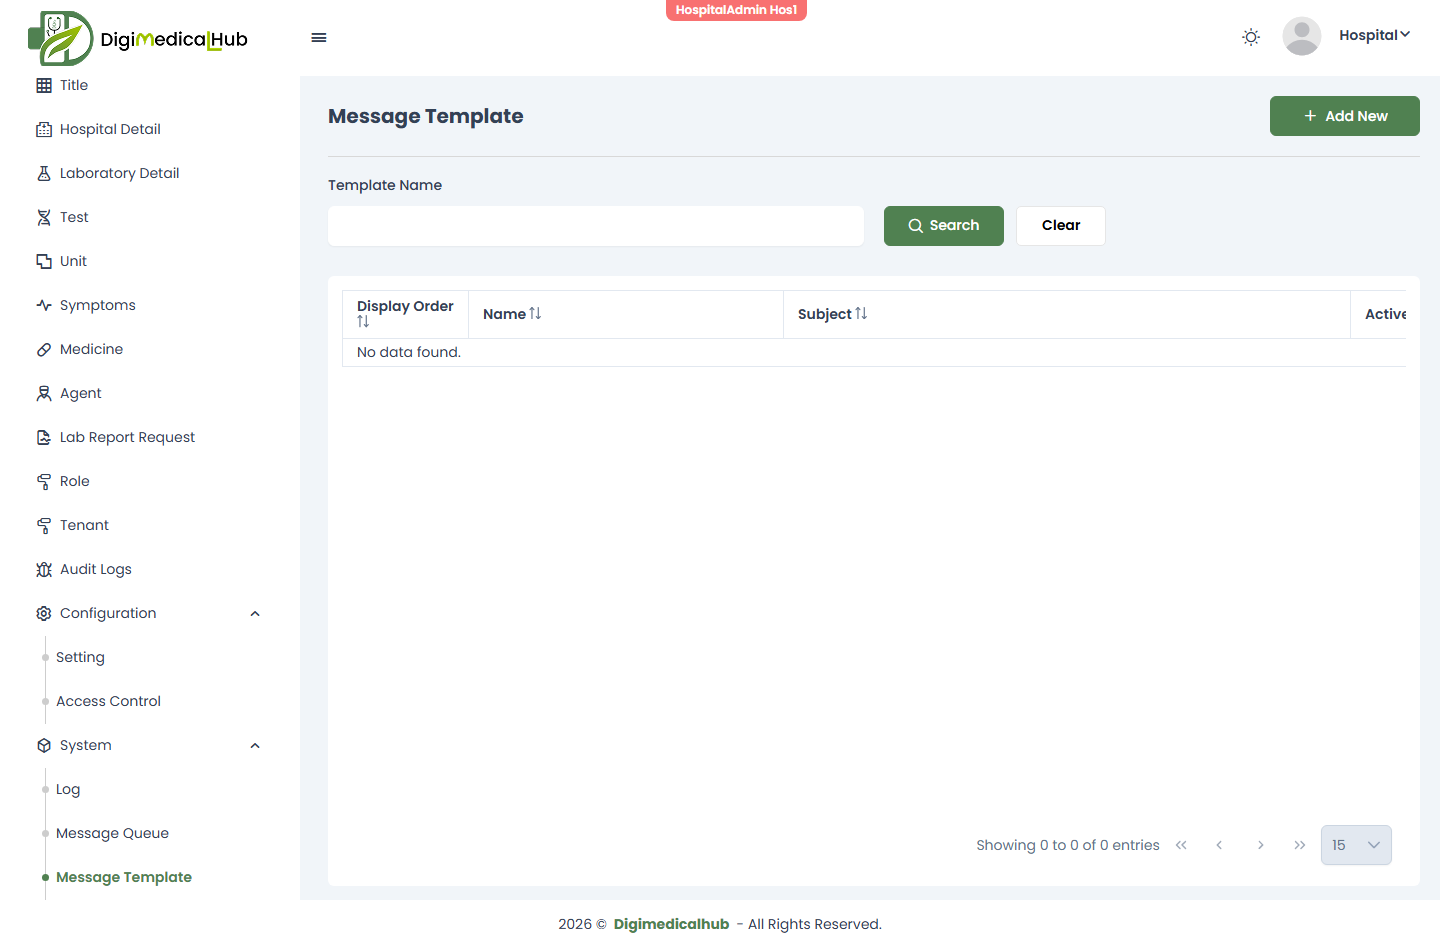 HospitalAdmin Hos1
DigiMedicalHub
Hospital
Title
Hospital Detail
Laboratory Detail
Test
Unit
Symptoms
Medicine
Agent
Lab Report Request
Role
Tenant
Audit Logs
Configuration
Setting
Access Control
System
Log
Message Queue
Message Template
Message Template
Add New
Template Name
Search
Clear
Display Order
Name
Subject
Active
No data found.
Showing 0 to 0 of 0 entries
15
2026 © Digimedicalhub - All Rights Reserved.